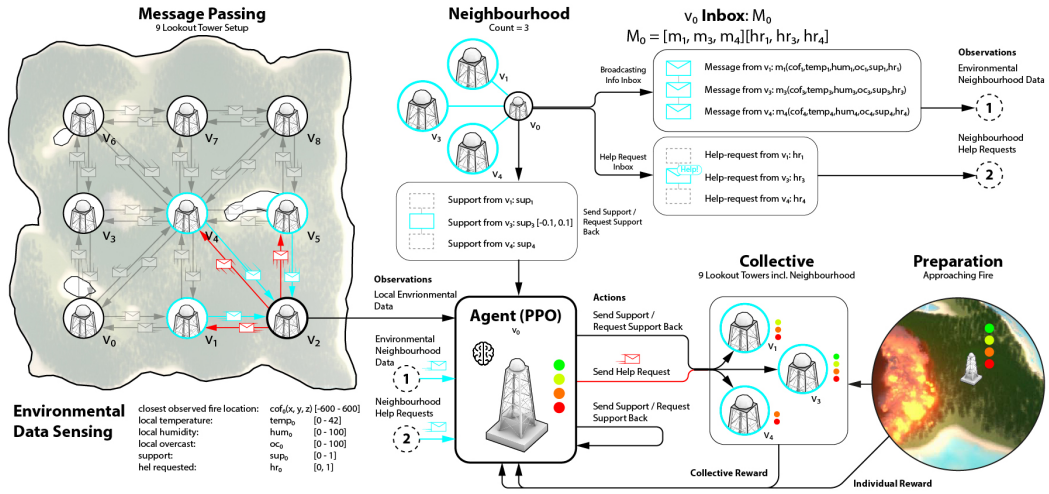 Message Passing
9 Lookout Tower Setup
V6
V7
V8
V3
V4
V5
V0
V1
V2
Environmental
Data Sensing
closest observed fire location: cof₀(x, y, z) [-600 - 600]
local temperature: temp₀ [0 - 42]
local humidity: hum₀ [0 - 100]
local overcast: oc₀ [0 - 100]
support: sup₀ [0 - 1]
hel requested: hr₀ [0, 1]
Neighbourhood
Count = 3
V1
V3
V0
V4
v₀ Inbox: M₀
M₀ = [m₁, m₃, m₄][hr₁, hr₃, hr₄]
Broadcasting
Info Inbox
Message from v₁: m₁(cof₁,temp₁,hum₁,oc₁,sup₁,hr₁)
Message from v₃: m₃(cof₃,temp₃,hum₃,oc₃,sup₃,hr₃)
Message from v₄: m₄(cof₄,temp₄,hum₄,oc₄,sup₄,hr₄)
Observations
Environmental
Neighbourhood Data
1
Help Request
Inbox
Help-request from v₁: hr₁
Help!
Help-request from v₃: hr₃
Help-request from v₄: hr₄
Neighbourhood
Help Requests
2
Support from v₁: sup₁
Support from v₃: sup₃ [-0.1, 0.1]
Support from v₄: sup₄
Send Support /
Request Support
Back
Observations
Local Envrionmental
Data
Environmental
Neighbourhood
Data
1
Neighbourhood
Help Requests
2
Agent (PPO)
v₀
Actions
Send Support /
Request Support Back
Send Help Request
Send Support / Request
Support Back
Collective
9 Lookout Towers incl. Neighbourhood
V1
V3
V4
Preparation
Approaching Fire
Collective Reward
Individual Reward